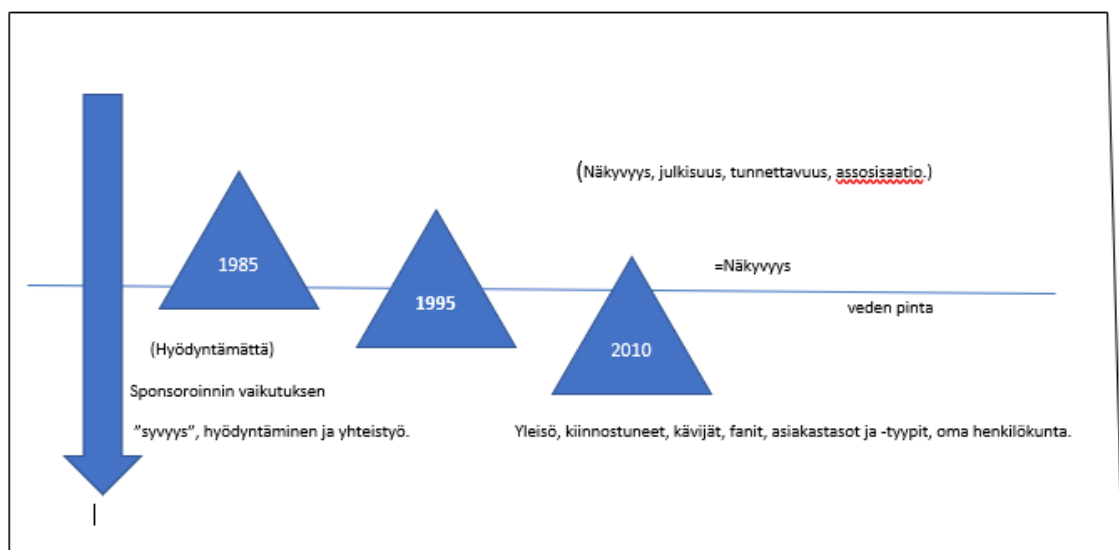 (Näkyvyys, julkisuus, tunnettavuus, assosisaatio.)
1985
=Näkyvyys
1995
veden pinta
(Hyödyntämättä)
2010
Sponsoroinnin vaikutuksen
”syvyys”, hyödyntäminen ja yhteistyö.
Yleisö, kiinnostuneet, kävijät, fanit, asiakastasot ja -tyypit, oma henkilökunta.